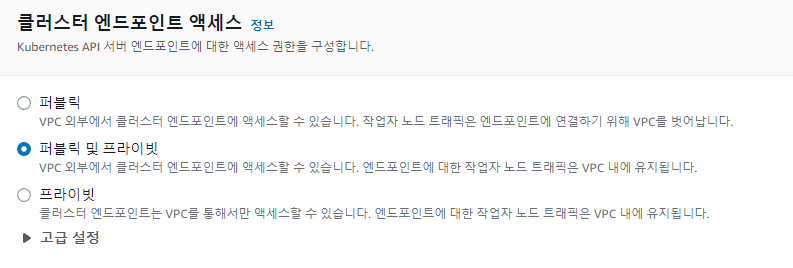 클러스터 엔드포인트 액세스 정보
Kubernetes API 서버 엔드포인트에 대한 액세스 권한을 구성합니다.
퍼블릭
VPC 외부에서 클러스터 엔드포인트에 액세스할 수 있습니다. 작업자 노드 트래픽은 엔드포인트에 연결하기 위해 VPC를 벗어납니다.
퍼블릭 및 프라이빗
VPC 외부에서 클러스터 엔드포인트에 액세스할 수 있습니다. 엔드포인트에 대한 작업자 노드 트래픽은 VPC 내에 유지됩니다.
프라이빗
클러스터 엔드포인트는 VPC를 통해서만 액세스할 수 있습니다. 엔드포인트에 대한 작업자 노드 트래픽은 VPC 내에 유지됩니다.
고급 설정